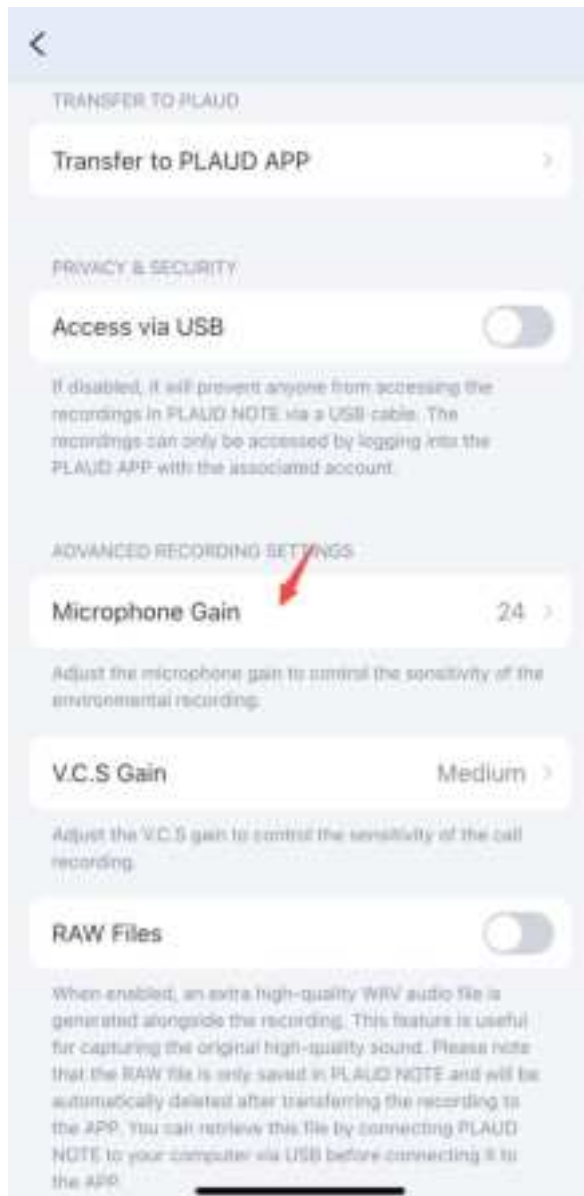 TRANSFER TO PLAUD
Transfer to PLAUD APP
PRIVACY & SECURITY
Access via USB
If disabled, it will prevent anyone from accessing the
recordings in PLAUD NOTE via a USB cable. The
recordings can only be accessed by logging into the
PLAUD APP with the associated account.
ADVANCED RECORDING SETTINGS
Microphone Gain 24
Adjust the microphone gain to control the sensitivity of the
environmental recording.
V.C.S Gain Medium
Adjust the V.C.S gain to control the sensitivity of the call
recording.
RAW Files
When enabled, an extra high-quality WAV audio file is
generated alongside the recording. This feature is useful
for capturing the original high-quality sound. Please note
that the RAW file is only saved in PLAUD NOTE and will be
automatically deleted after transferring the recording to
the APP. You can retrieve this file by connecting PLAUD
NOTE to your computer via USB before connecting it to
the APP.